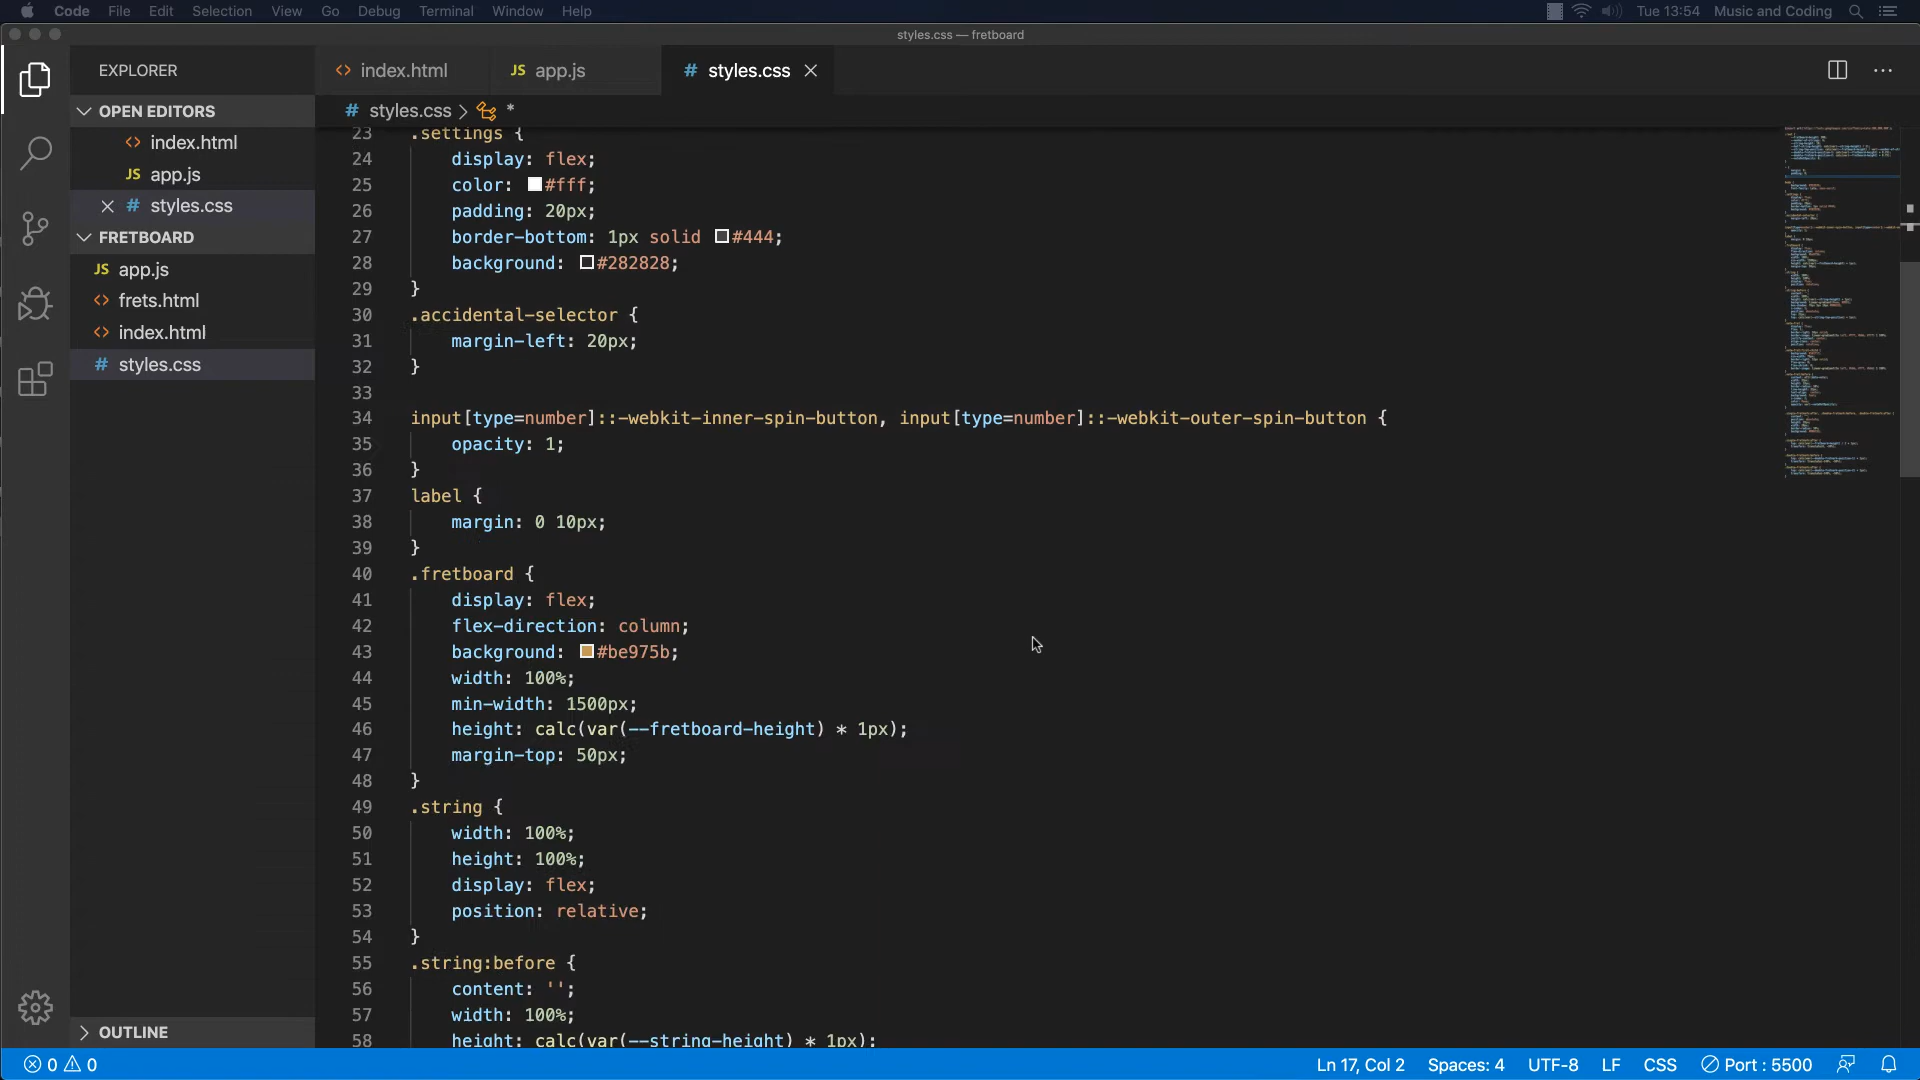 Code File Edit Selection View Go Debug Terminal Window Help Tue 13:54 Music and Coding
styles.css — fretboard
EXPLORER
OPEN EDITORS
index.html
JS app.js
# styles.css
FRETBOARD
JS app.js
frets.html
index.html
# styles.css
OUTLINE
index.html JS app.js # styles.css
# styles.css > *
23 .settings {
24 display: flex;
25 color: #fff;
26 padding: 20px;
27 border-bottom: 1px solid #444;
28 background: #282828;
29 }
30 .accidental-selector {
31 margin-left: 20px;
32 }
33
34 input[type=number]::-webkit-inner-spin-button, input[type=number]::-webkit-outer-spin-button {
35 opacity: 1;
36 }
37 label {
38 margin: 0 10px;
39 }
40 .fretboard {
41 display: flex;
42 flex-direction: column;
43 background: #be975b;
44 width: 100%;
45 min-width: 1500px;
46 height: calc(var(--fretboard-height) * 1px);
47 margin-top: 50px;
48 }
49 .string {
50 width: 100%;
51 height: 100%;
52 display: flex;
53 position: relative;
54 }
55 .string:before {
56 content: '';
57 width: 100%;
58 height: calc(var(--string-height) * 1px);
0 0 Ln 17, Col 2 Spaces: 4 UTF-8 LF CSS Port : 5500